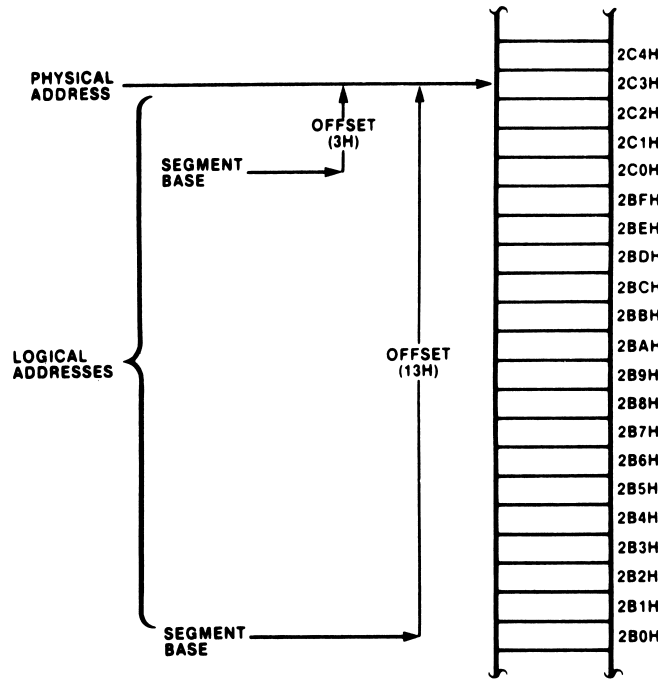 2C4H
PHYSICAL
ADDRESS
2C3H
2C2H
OFFSET
(3H)
2C1H
SEGMENT
BASE
2C0H
2BFH
2BEH
2BDH
2BCH
2BBH
LOGICAL
ADDRESSES
OFFSET
(13H)
2BAH
2B9H
2B8H
2B7H
2B6H
2B5H
2B4H
2B3H
2B2H
2B1H
SEGMENT
BASE
2B0H